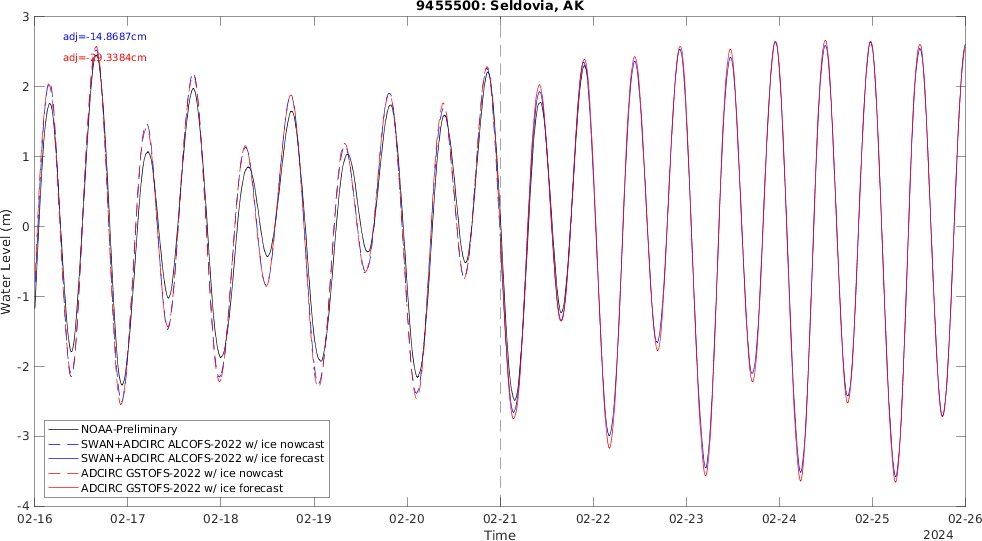 9455500: Seldovia, AK
adj=-14.8687cm
adj=-29.3384cm
3
2
1
0
-1
-2
-3
-4
Water Level (m)
NOAA-Preliminary
SWAN+ADCIRC ALCOFS-2022 w/ ice nowcast
SWAN+ADCIRC ALCOFS-2022 w/ ice forecast
ADCIRC GSTOFS-2022 w/ ice nowcast
ADCIRC GSTOFS-2022 w/ ice forecast
02-16 02-17 02-18 02-19 02-20 02-21 02-22 02-23 02-24 02-25 02-26
Time
2024